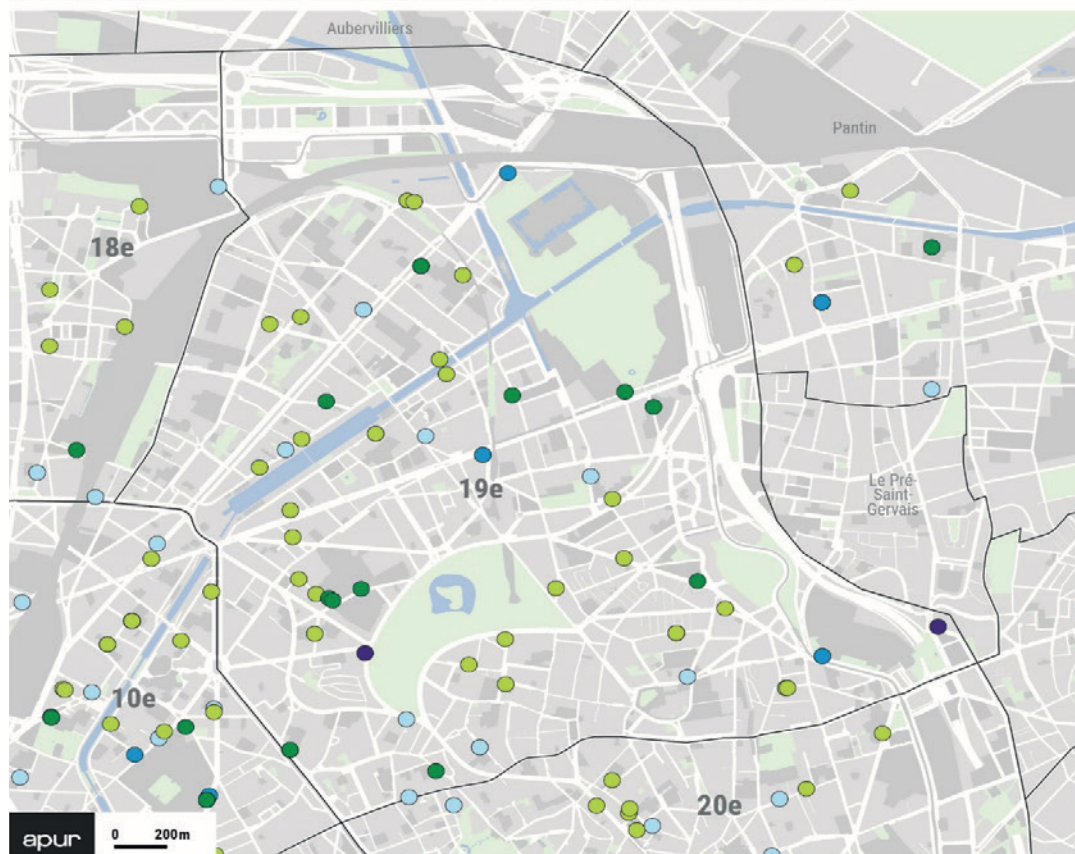 Aubervilliers
Pantin
18e
19e
Le Pré-
Saint-
Gervais
10e
20e
apur
0 200m